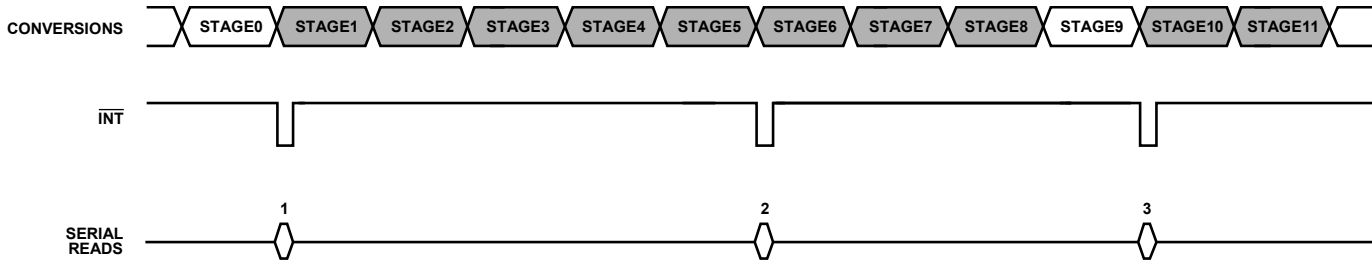 CONVERSIONS STAGE0 STAGE1 STAGE2 STAGE3 STAGE4 STAGE5 STAGE6 STAGE7 STAGE8 STAGE9 STAGE10 STAGE11
INT
1 2 3
SERIAL
READS